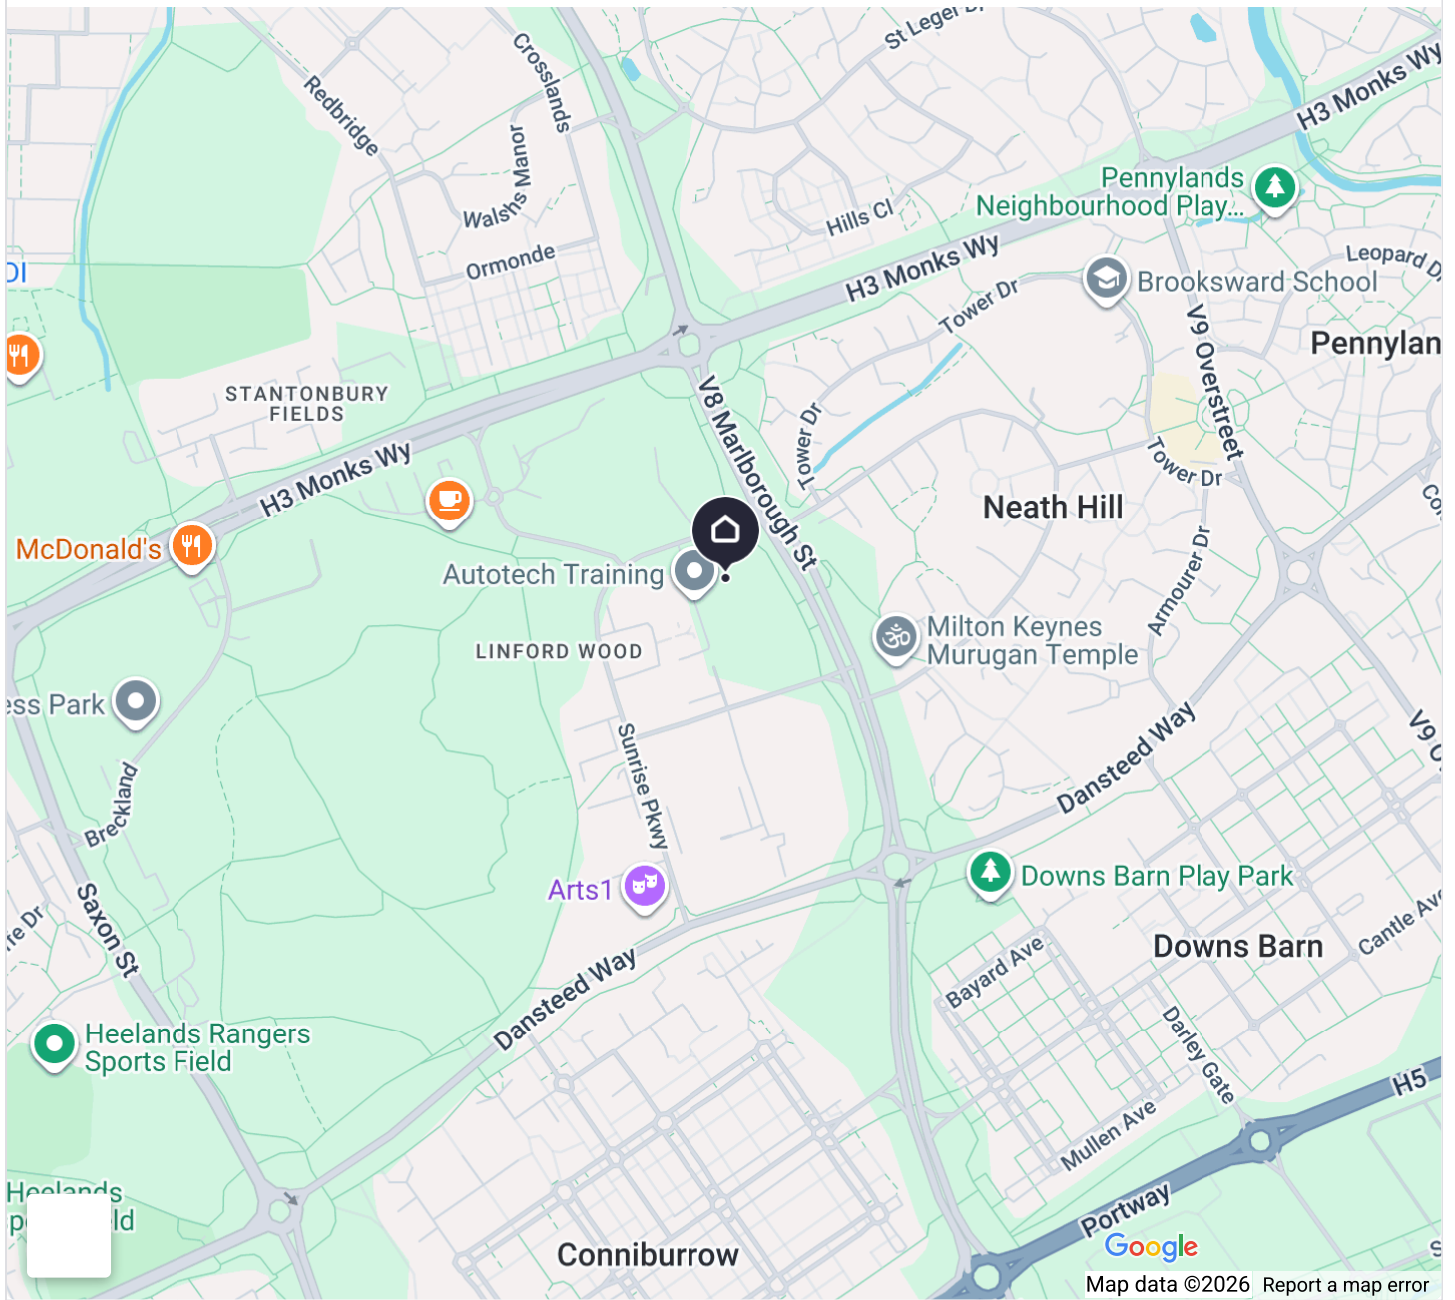 St Leger Dr
Crosslands
H3 Monks Wy
Redbridge
Walshs Manor
Pennylands
Neighbourhood Play...
Hills Cl
Ormonde
H3 Monks Wy
Leopard Dr
Brooksward School
Tower Dr
V9 Overstreet
Pennylan
STANTONBURY
FIELDS
V8 Marlborough St
Tower Dr
H3 Monks Wy
Tower Dr
Neath Hill
McDonald's
Autotech Training
Armourer Dr
Milton Keynes
Murugan Temple
LINFORD WOOD
ess Park
Sunrise Pkwy
Dansteed Way
V9 O
Breckland
Arts1
Downs Barn Play Park
Saxon St
Cantle Ave
Downs Barn
Bayard Ave
Dansteed Way
Heelands Rangers
Sports Field
Darley Gate
H5
Mullen Ave
Heelands
Portway
Conniburrow
Google
Map data ©2026 Report a map error